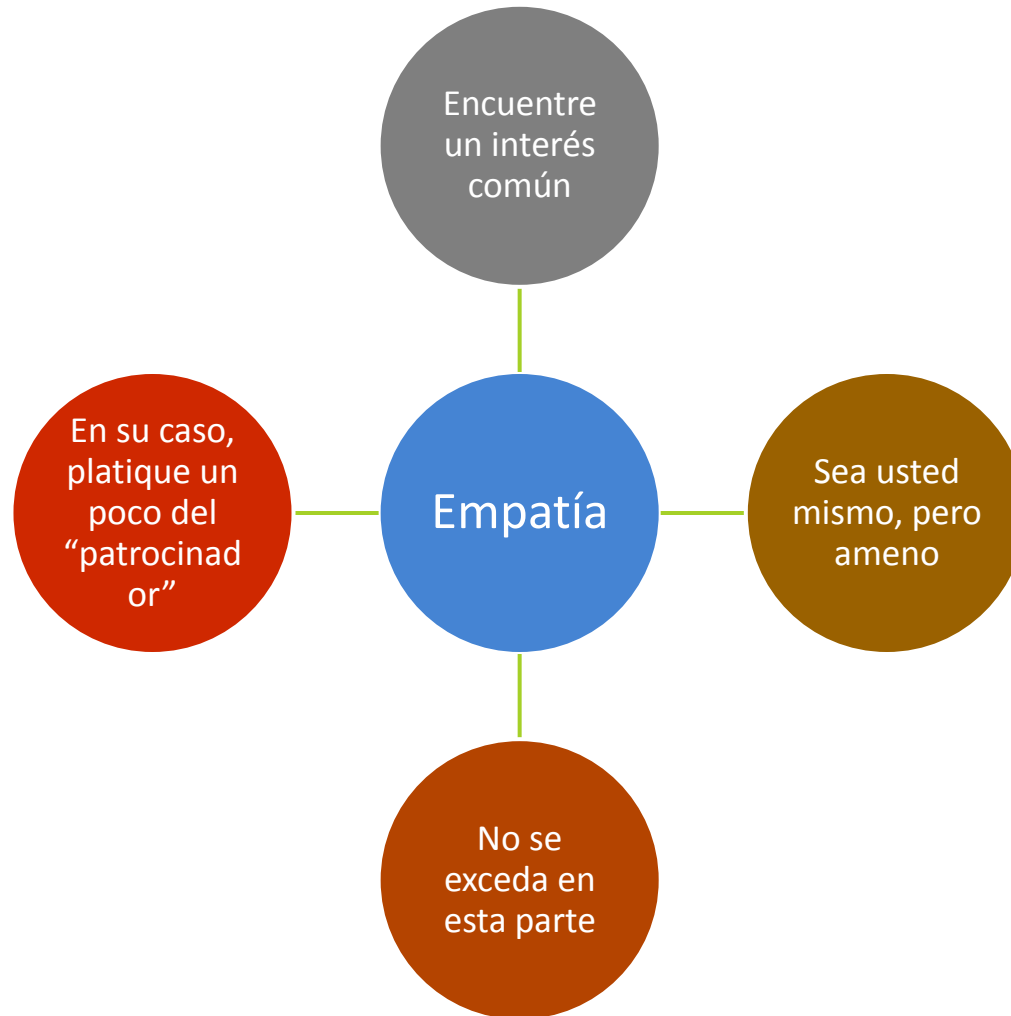 Encuentre
un interés
común
En su caso,
platique un
poco del
“patrocinad
or”
Empatía
Sea usted
mismo, pero
ameno
No se
exceda en
esta parte